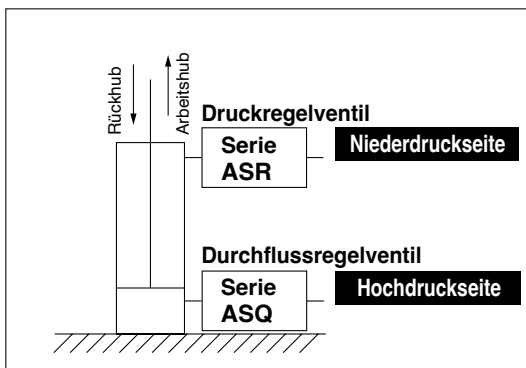 Rückhub
Arbeitshub
Druckregelventil
Serie
ASR
Niederdruckseite
Durchflussregelventil
Serie
ASQ
Hochdruckseite